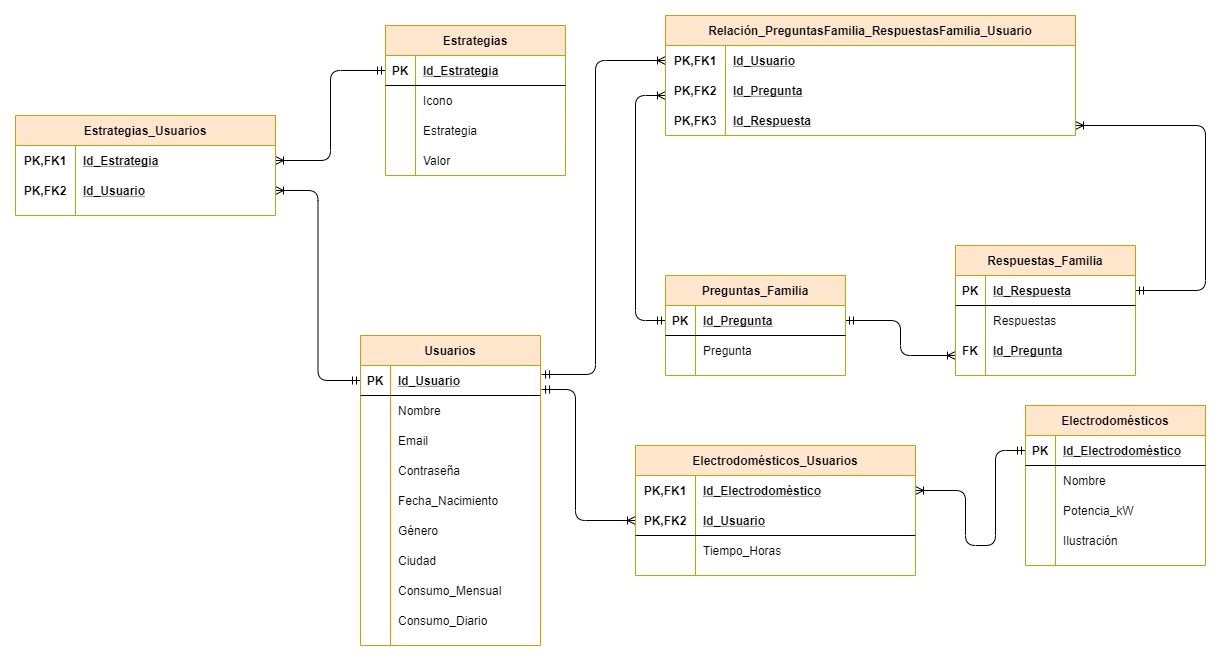 Estrategias
PK Id_Estrategia
Icono
Estrategia
Valor
Relación_PreguntasFamilia_RespuestasFamilia_Usuario
PK,FK1 Id_Usuario
PK,FK2 Id_Pregunta
PK,FK3 Id_Respuesta
Estrategias_Usuarios
PK,FK1 Id_Estrategia
PK,FK2 Id_Usuario
Preguntas_Familia
PK Id_Pregunta
Pregunta
Respuestas_Familia
PK Id_Respuesta
Respuestas
FK Id_Pregunta
Usuarios
PK Id_Usuario
Nombre
Email
Contraseña
Fecha_Nacimiento
Género
Ciudad
Consumo_Mensual
Consumo_Diario
Electrodomésticos_Usuarios
PK,FK1 Id_Electrodoméstico
PK,FK2 Id_Usuario
Tiempo_Horas
Electrodomésticos
PK Id_Electrodoméstico
Nombre
Potencia_kW
Ilustración